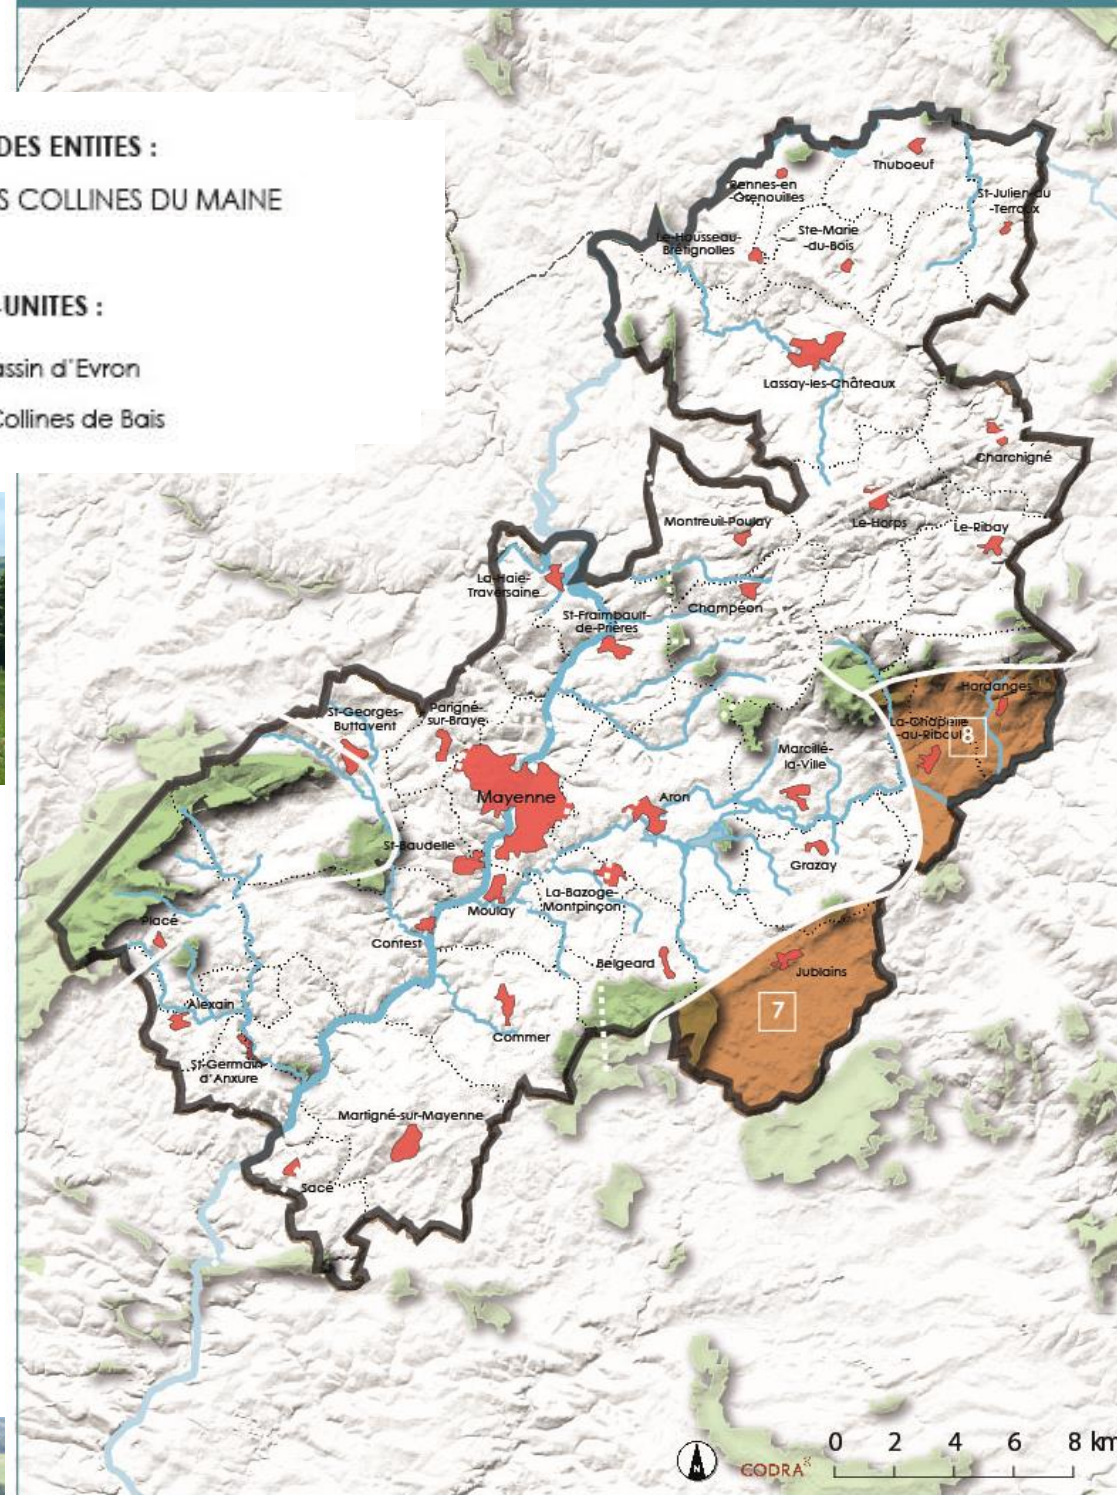 DES ENTITES :
S COLLINES DU MAINE
-UNITES :
assin d'Evron
Collines de Bais
Thuboeuf
Rennes-en
-Grenouilles
St-Julien-du
-Terroux
Ste-Marie
-du-Bois
Le-Housseau-
Brétignolles
Lassay-les-Châteaux
Charchigné
Montreuil-Poulay
Le-Horps
Le-Ribay
La-Haie-
Traversaine
Champéon
St-Fraimbault-
de-Prières
Hardanges
St-Georges-
Buttavent
Parigné-
sur-Braye
La-Chapelle
-au-Riboul
8
Marcillé-
la-Ville
Mayenne
Aron
St-Baudelle
Grazay
La-Bazoge-
Montpinçon
Moulay
Placé
Contest
Belgeard
Jublains
Alexain
7
Commer
St-Germain-
d'Anxure
Martigné-sur-Mayenne
Sacé
0 2 4 6 8 km
N
CODRA